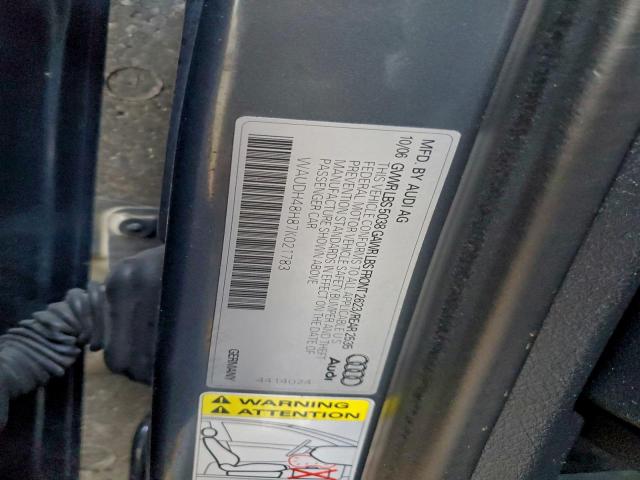 MFD. BY AUDI AG
10/06 GVWR LBS 5038 GAWR LBS FRONT 2623/REAR 2535
THIS VEHICLE CONFORMS TO ALL APPLICABLE U.S.
FEDERAL MOTOR VEHICLE SAFETY BUMPER AND THEFT
PREVENTION STANDARDS IN EFFECT ON THE DATE OF
MANUFACTURE SHOWN ABOVE
PASSENGER CAR
WAUDH48H87K021783
Audi
GERMANY
4414024
WARNING
ATTENTION